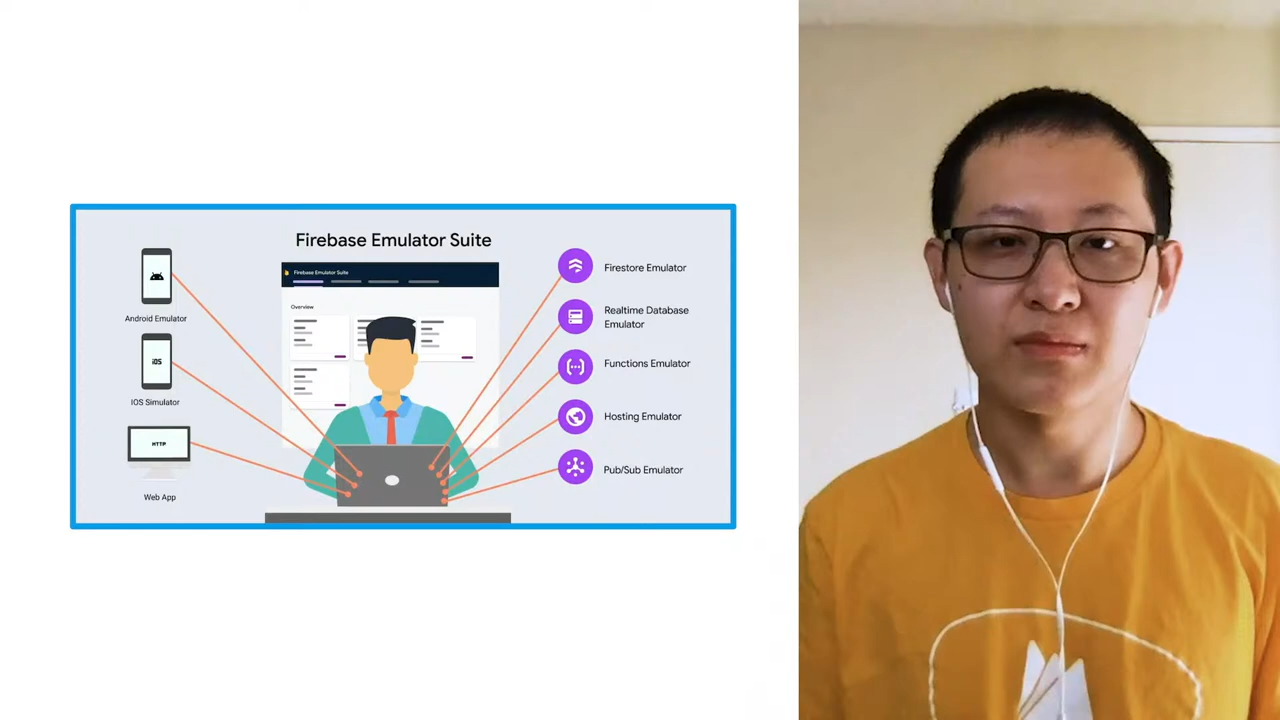 Firebase Emulator Suite
Firebase Emulator Suite
Overview
Android Emulator
iOS
IOS Simulator
HTTP
Web App
Firestore Emulator
Realtime Database
Emulator
Functions Emulator
Hosting Emulator
Pub/Sub Emulator